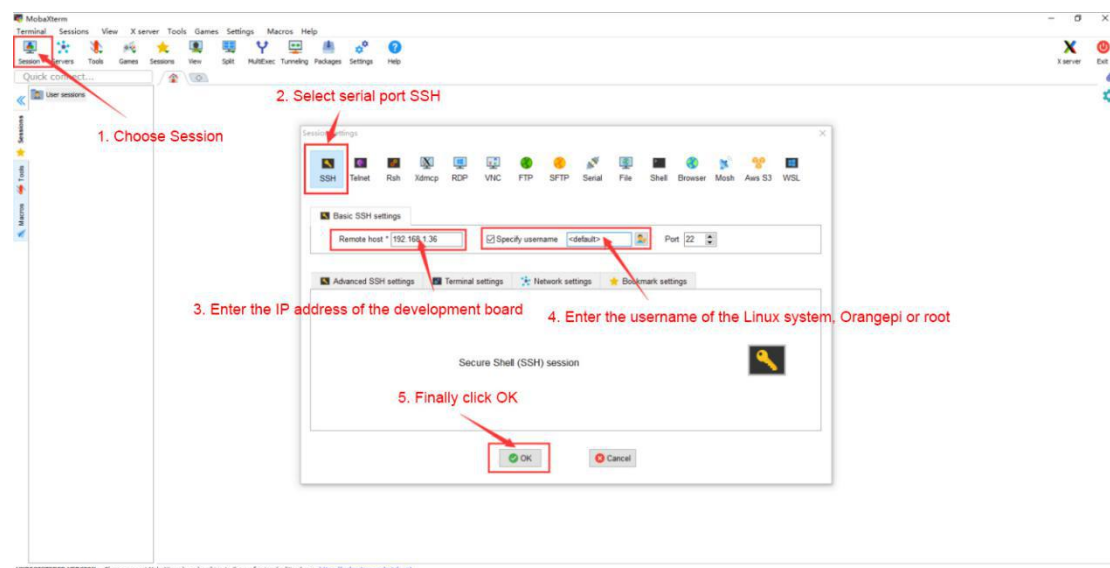 MobaXterm
Terminal Sessions View X server Tools Games Settings Macros Help
Session Servers Tools Games Sessions View Split MultiExec Tunneling Packages Settings Help X server Exit
Quick connect...
User sessions
2. Select serial port SSH
1. Choose Session
Sessions
Tools
Macros
Session settings
SSH Telnet Rsh Xdmcp RDP VNC FTP SFTP Serial File Shell Browser Mosh Aws S3 WSL
Basic SSH settings
Remote host * 192.168.1.36 Specify username <default> Port 22
Advanced SSH settings Terminal settings Network settings Bookmark settings
3. Enter the IP address of the development board
4. Enter the username of the Linux system, Orangepi or root
Secure Shell (SSH) session
5. Finally click OK
OK Cancel